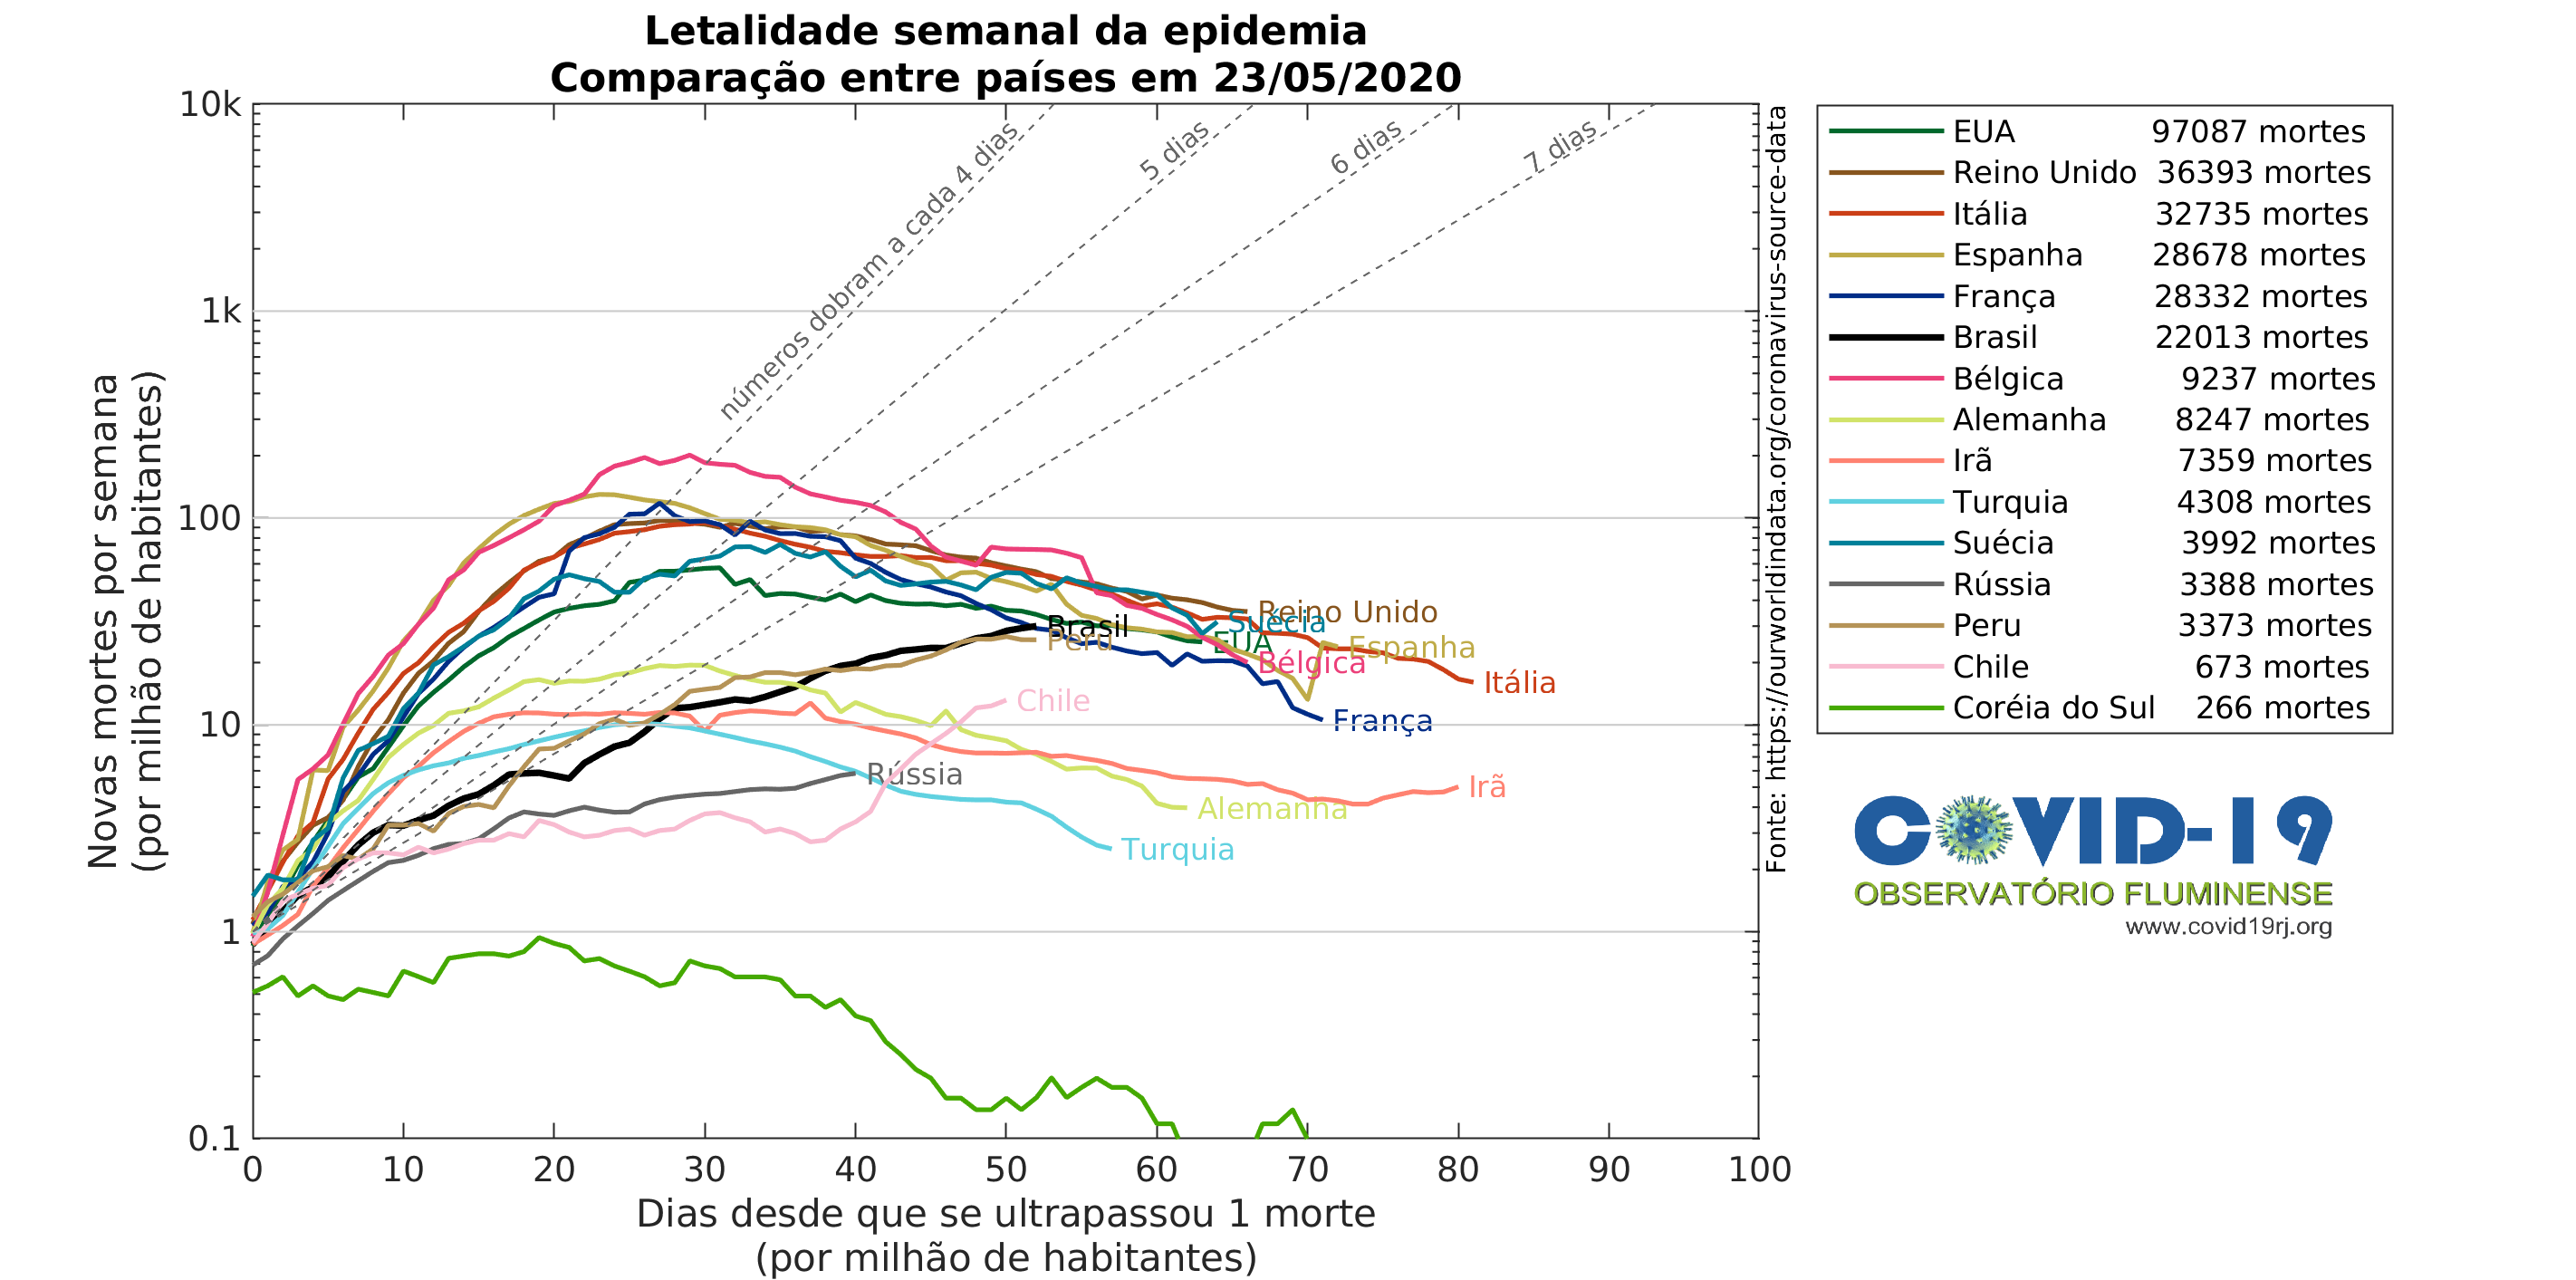 Letalidade semanal da epidemia
Comparação entre países em 23/05/2020
Novas mortes por semana
(por milhão de habitantes)
10k
1k
100
10
1
0.1
números dobram a cada 4 dias
5 dias
6 dias
7 dias
Reino Unido
Suécia
Brasil
Peru
EUA
Espanha
Bélgica
Itália
Chile
França
Rússia
Irã
Alemanha
Turquia
0 10 20 30 40 50 60 70 80 90 100
Dias desde que se ultrapassou 1 morte
(por milhão de habitantes)
Fonte: https://ourworldindata.org/coronavirus-source-data
EUA 97087 mortes
Reino Unido 36393 mortes
Itália 32735 mortes
Espanha 28678 mortes
França 28332 mortes
Brasil 22013 mortes
Bélgica 9237 mortes
Alemanha 8247 mortes
Irã 7359 mortes
Turquia 4308 mortes
Suécia 3992 mortes
Rússia 3388 mortes
Peru 3373 mortes
Chile 673 mortes
Coréia do Sul 266 mortes
COVID-19
OBSERVATÓRIO FLUMINENSE
www.covid19rj.org